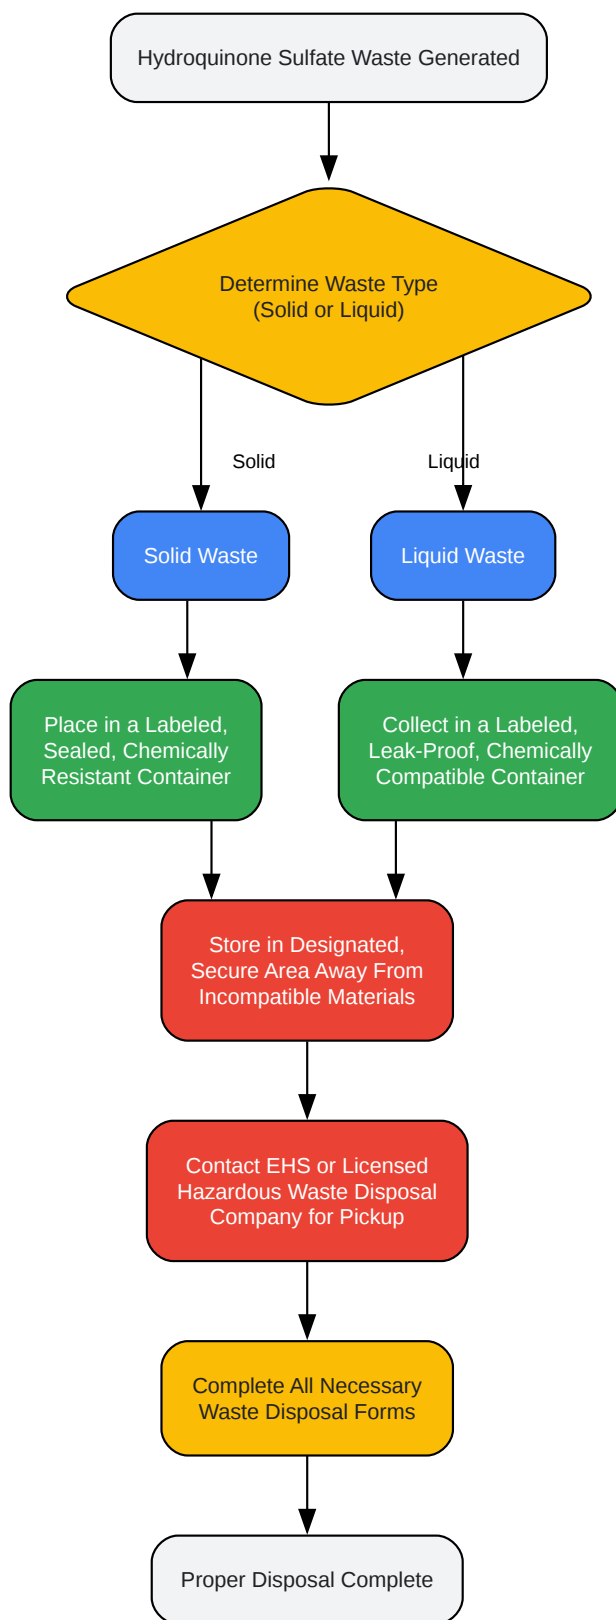 Hydroquinone Sulfate Waste Generated
Determine Waste Type
(Solid or Liquid)
Solid
Liquid
Solid Waste
Liquid Waste
Place in a Labeled,
Sealed, Chemically
Resistant Container
Collect in a Labeled,
Leak-Proof, Chemically
Compatible Container
Store in Designated,
Secure Area Away From
Incompatible Materials
Contact EHS or Licensed
Hazardous Waste Disposal
Company for Pickup
Complete All Necessary
Waste Disposal Forms
Proper Disposal Complete